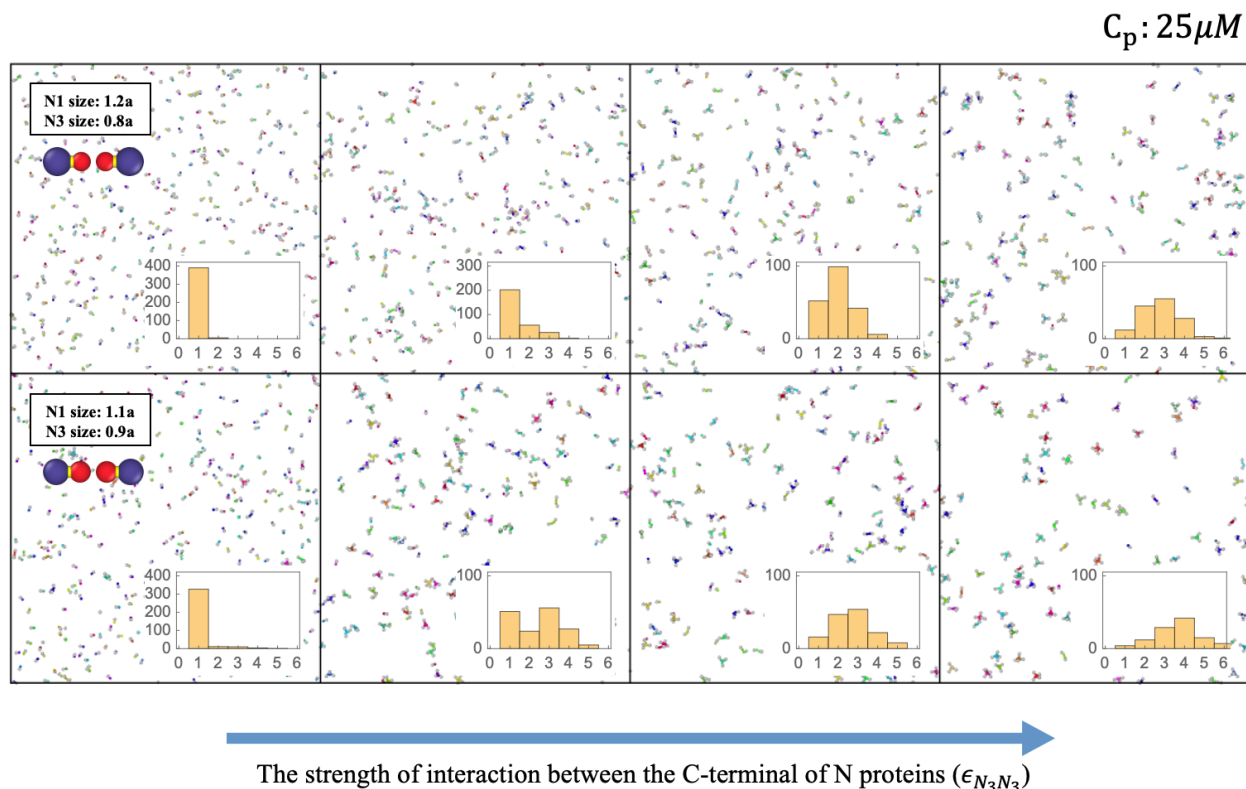 C_p: 25μM
N1 size: 1.2a
N3 size: 0.8a
400
300
200
100
0
0 1 2 3 4 5 6
300
200
100
0
0 1 2 3 4 5 6
100
0
0 1 2 3 4 5 6
100
0
0 1 2 3 4 5 6
N1 size: 1.1a
N3 size: 0.9a
400
300
200
100
0
0 1 2 3 4 5 6
100
0
0 1 2 3 4 5 6
100
0
0 1 2 3 4 5 6
100
0
0 1 2 3 4 5 6
The strength of interaction between the C-terminal of N proteins (ϵ_{N_3N_3})